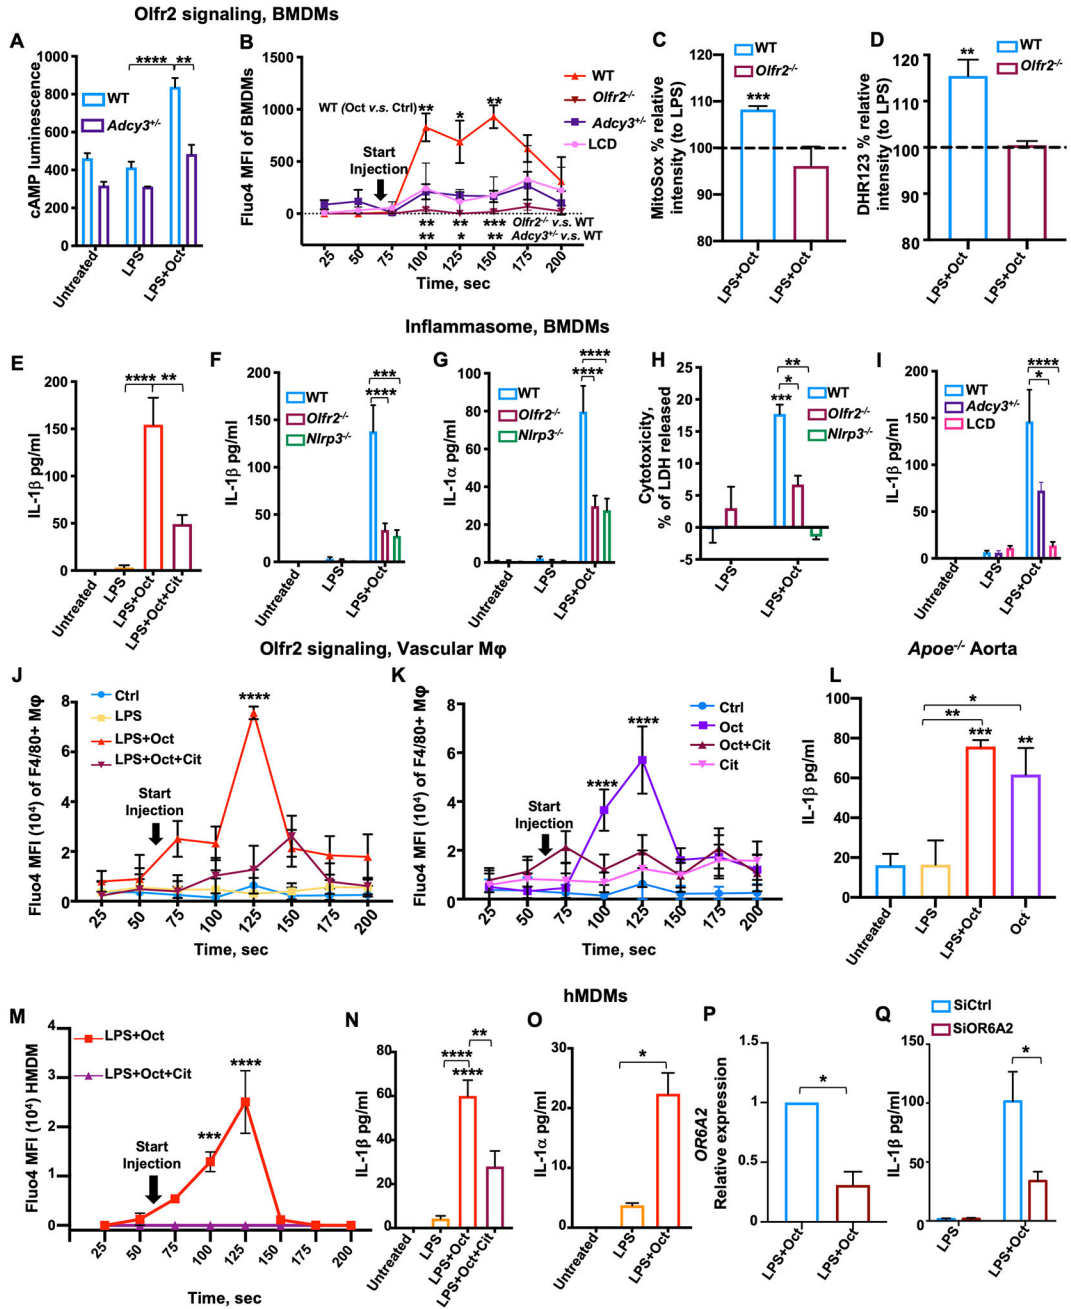 Olfr2 signaling, BMDMs
A
cAMP luminescence
1000
800
600
400
200
0
**** **
WT
Adcy3+/-
Untreated
LPS
LPS+Oct
B
Fluo4 MFI of BMDMs
1500
1000
500
0
WT (Oct v.s. Ctrl)
** * **
Start
Injection
WT
Olfr2-/-
Adcy3+/-
LCD
** ** *** Olfr2-/- v.s. WT
** * ** Adcy3+/- v.s. WT
25 50 75 100 125 150 175 200
Time, sec
C
MitoSox % relative
intensity (to LPS)
120
110
100
90
80
***
WT
Olfr2-/-
LPS+Oct
LPS+Oct
D
DHR123 % relative
intensity (to LPS)
120
110
100
90
80
**
WT
Olfr2-/-
LPS+Oct
LPS+Oct
Inflammasome, BMDMs
E
IL-1β pg/ml
200
150
100
50
0
**** **
Untreated
LPS
LPS+Oct
LPS+Oct+Cit
F
IL-1β pg/ml
200
150
100
50
0
WT
Olfr2-/-
Nlrp3-/-
***
****
Untreated
LPS
LPS+Oct
G
IL-1α pg/ml
100
80
60
40
20
0
WT
Olfr2-/-
Nlrp3-/-
****
****
Untreated
LPS
LPS+Oct
H
Cytotoxicity,
% of LDH released
25
20
15
10
5
0
-5
**
*
***
WT
Olfr2-/-
Nlrp3-/-
LPS
LPS+Oct
I
IL-1β pg/ml
200
150
100
50
0
WT
Adcy3+/-
LCD
****
*
Untreated
LPS
LPS+Oct
Olfr2 signaling, Vascular Mφ
J
Fluo4 MFI (10⁴) of F4/80+ Mφ
8
6
4
2
0
Ctrl
LPS
LPS+Oct
LPS+Oct+Cit
****
Start
Injection
25 50 75 100 125 150 175 200
Time, sec
K
Fluo4 MFI (10⁴) of F4/80+ Mφ
8
6
4
2
0
Ctrl
Oct
Oct+Cit
Cit
****
****
Start
Injection
25 50 75 100 125 150 175 200
Time, sec
Apoe-/- Aorta
L
IL-1β pg/ml
100
80
60
40
20
0
*
**
*** **
Untreated
LPS
LPS+Oct
Oct
hMDMs
M
Fluo4 MFI (10⁴) HMDM
4
3
2
1
0
LPS+Oct
LPS+Oct+Cit
****
***
Start
Injection
25 50 75 100 125 150 175 200
Time, sec
N
IL-1β pg/ml
80
60
40
20
0
**
****
****
Untreated
LPS
LPS+Oct
LPS+Oct+Cit
O
IL-1α pg/ml
30
20
10
0
*
Untreated
LPS
LPS+Oct
P
OR6A2
Relative expression
1.5
1
0.5
0
*
LPS+Oct
LPS+Oct
Q
SiCtrl
SiOR6A2
IL-1β pg/ml
150
100
50
0
*
LPS
LPS+Oct